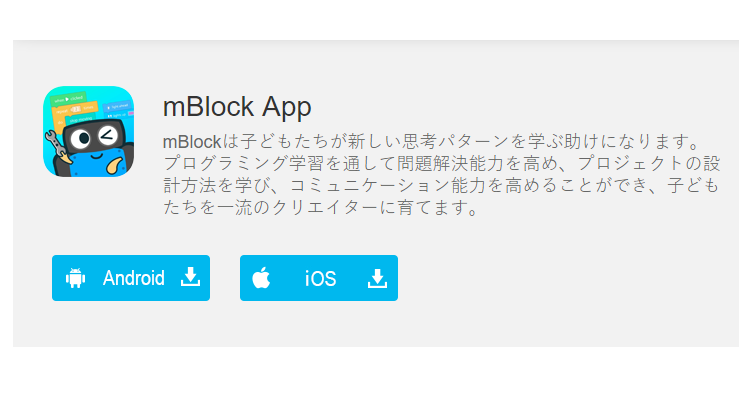 mBlock App
mBlockは子どもたちが新しい思考パターンを学ぶ助けになります。
プログラミング学習を通して問題解決能力を高め、プロジェクトの設
計方法を学び、コミュニケーション能力を高めることができ、子ども
たちを一流のクリエイターに育てます。
Android
iOS